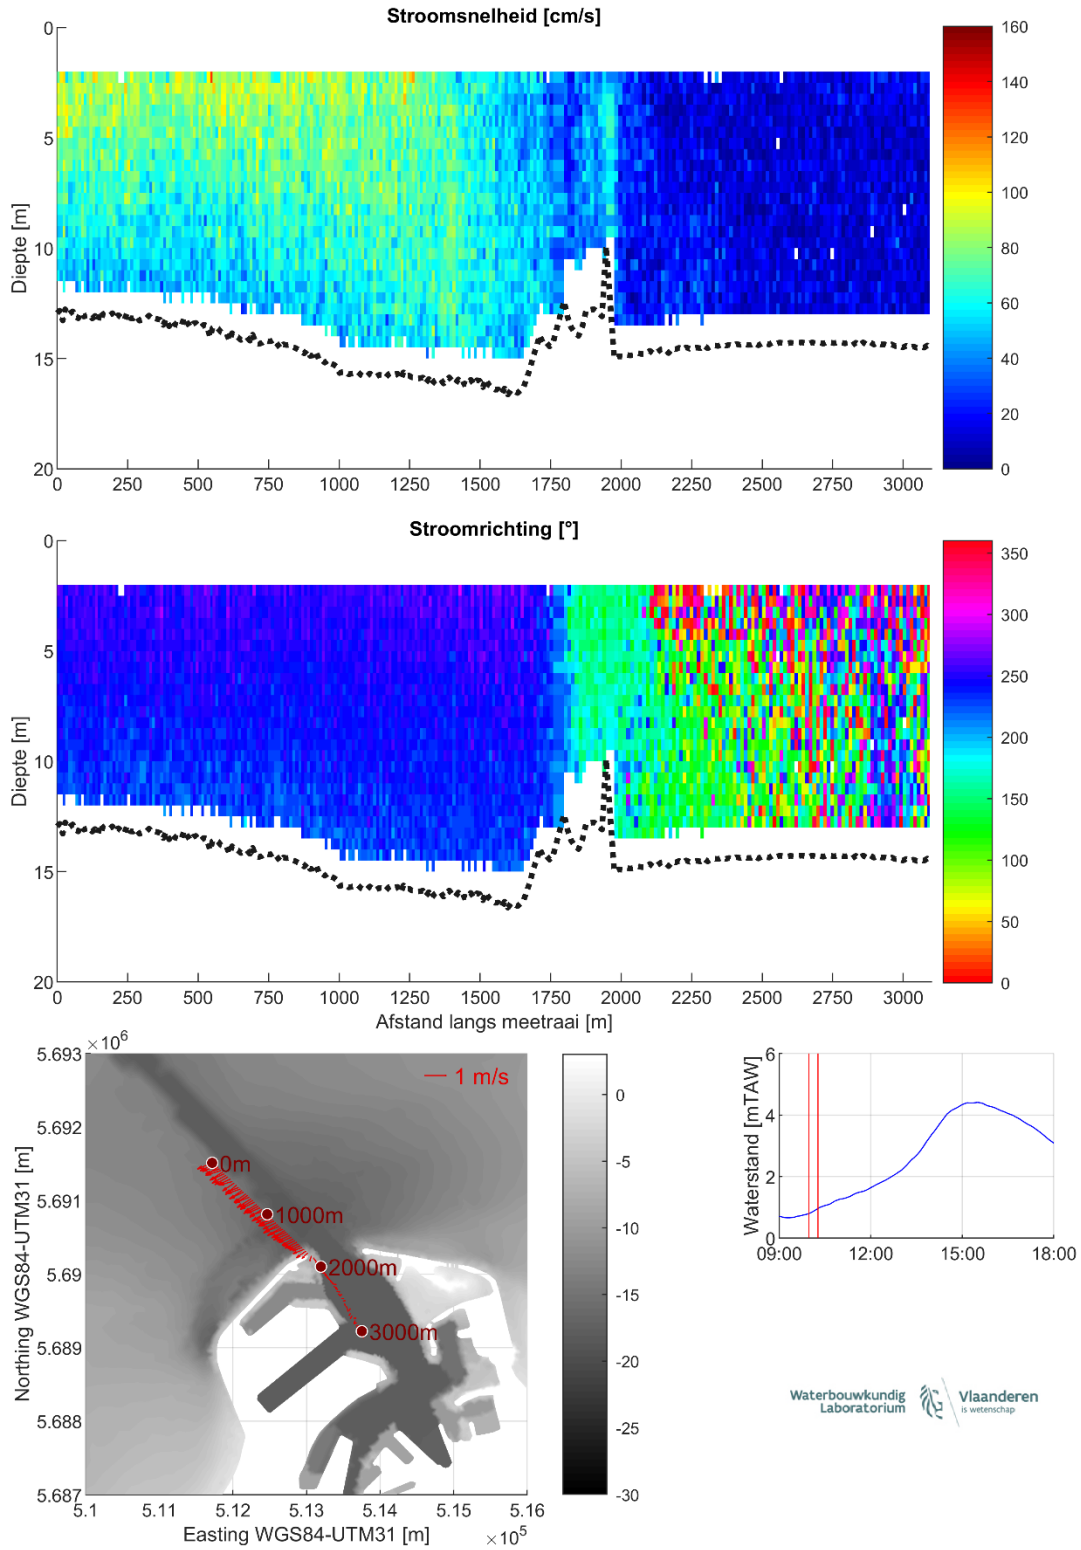 Stroomsnelheid [cm/s]
0
5
10
15
20
Diepte [m]
0 250 500 750 1000 1250 1500 1750 2000 2250 2500 2750 3000
160
140
120
100
80
60
40
20
0
Stroomrichting [°]
0
5
10
15
20
Diepte [m]
0 250 500 750 1000 1250 1500 1750 2000 2250 2500 2750 3000
Afstand langs meetraai [m]
350
300
250
200
150
100
50
0
×10⁶
5.693
5.692
5.691
5.69
5.689
5.688
5.687
Northing WGS84-UTM31 [m]
1 m/s
0m
1000m
2000m
3000m
5.1 5.11 5.12 5.13 5.14 5.15 5.16
Easting WGS84-UTM31 [m]
×10⁵
0
-5
-10
-15
-20
-25
-30
Waterstand [mTAW]
6
4
2
0
09:00 12:00 15:00 18:00
Waterbouwkundig
Laboratorium
Vlaanderen
is wetenschap